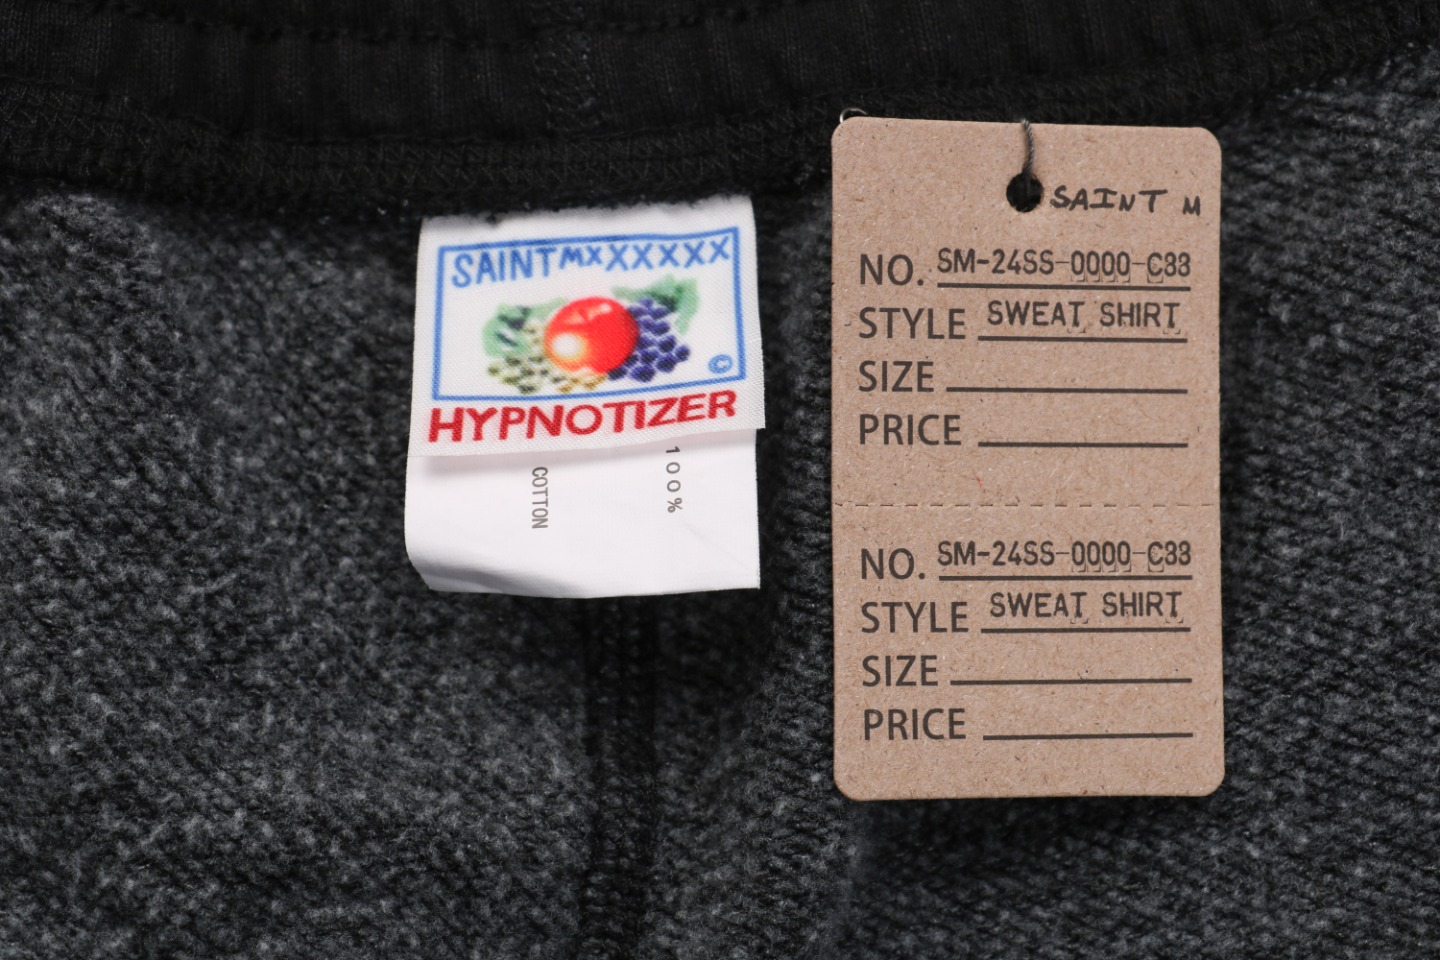 SAINT MXXXXXX
©
HYPNOTIZER
100%
COTTON
SAINT M
NO. SM-24SS-0000-C33
STYLE SWEAT SHIRT
SIZE
PRICE
NO. SM-24SS-0000-C33
STYLE SWEAT SHIRT
SIZE
PRICE